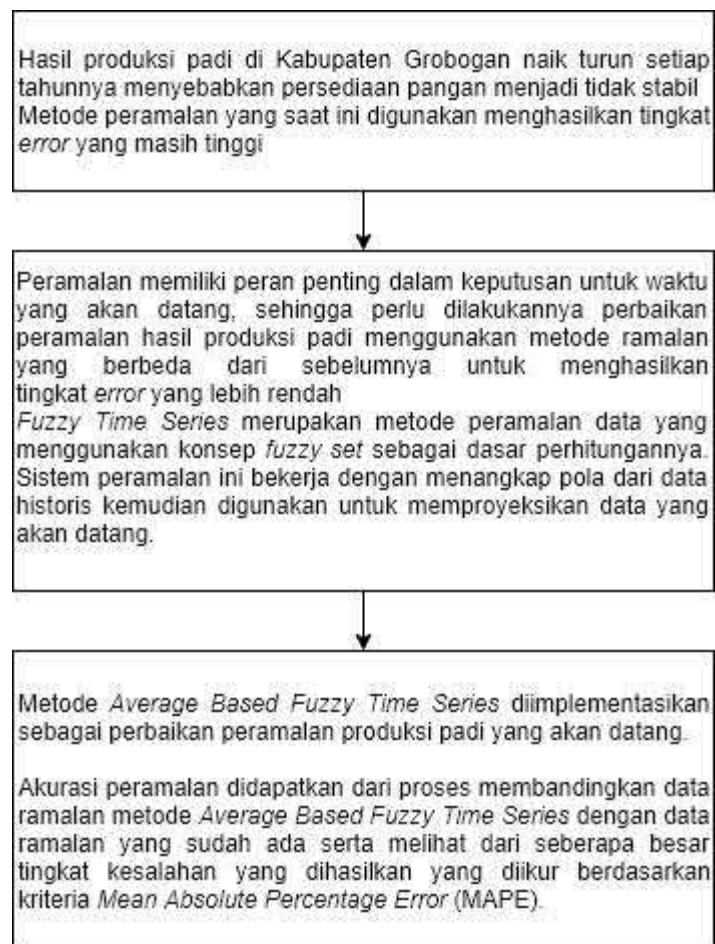 Hasil produksi padi di Kabupaten Grobogan naik turun setiap
tahunnya menyebabkan persediaan pangan menjadi tidak stabil
Metode peramalan yang saat ini digunakan menghasilkan tingkat
error yang masih tinggi
Peramalan memiliki peran penting dalam keputusan untuk waktu
yang akan datang, sehingga perlu dilakukannya perbaikan
peramalan hasil produksi padi menggunakan metode ramalan
yang berbeda dari sebelumnya untuk menghasilkan
tingkat error yang lebih rendah
Fuzzy Time Series merupakan metode peramalan data yang
menggunakan konsep fuzzy set sebagai dasar perhitungannya.
Sistem peramalan ini bekerja dengan menangkap pola dari data
historis kemudian digunakan untuk memproyeksikan data yang
akan datang.
Metode Average Based Fuzzy Time Series diimplementasikan
sebagai perbaikan peramalan produksi padi yang akan datang.
Akurasi peramalan didapatkan dari proses membandingkan data
ramalan metode Average Based Fuzzy Time Series dengan data
ramalan yang sudah ada serta melihat dari seberapa besar
tingkat kesalahan yang dihasilkan yang diikur berdasarkan
kriteria Mean Absolute Percentage Error (MAPE).